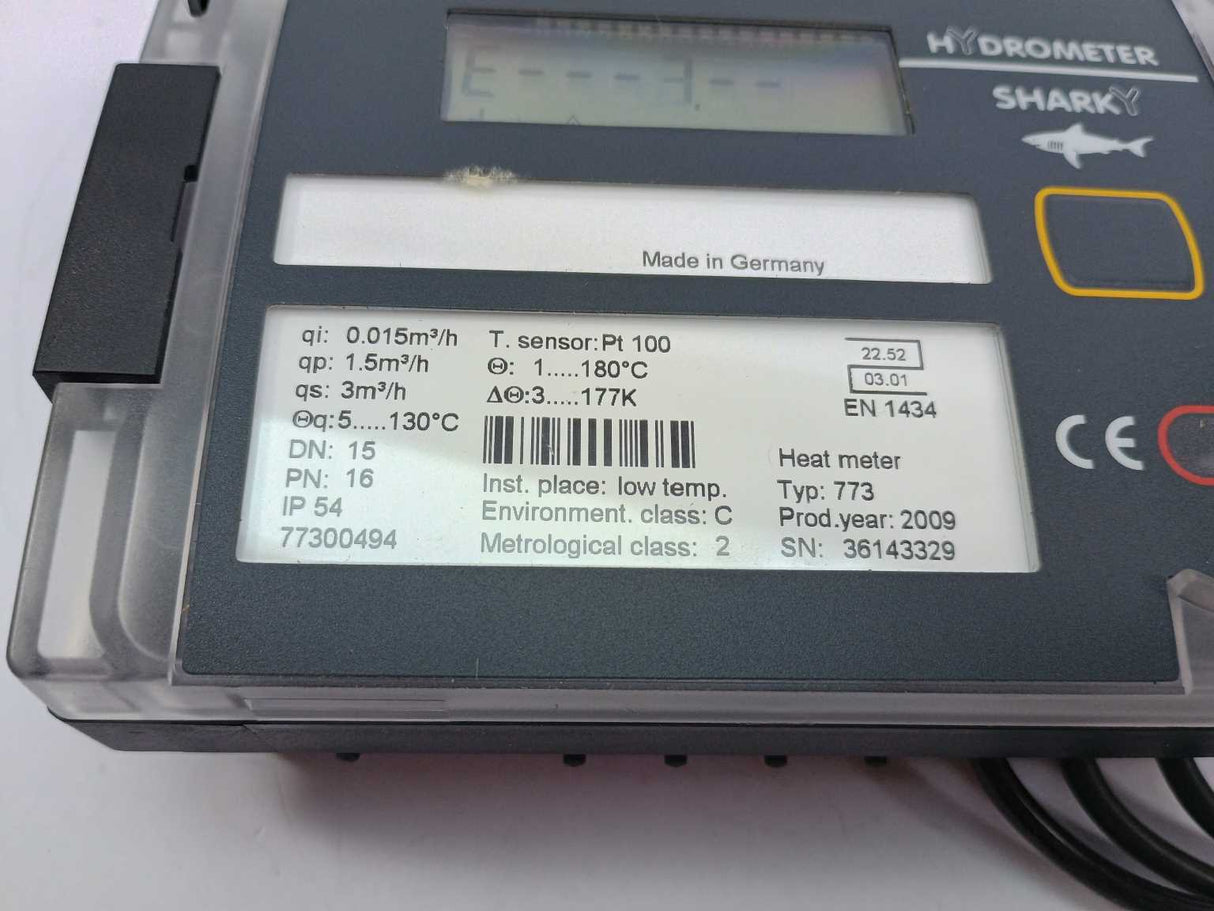 HYDROMETER
SHARKY
Made in Germany
qi: 0.015m³/h
qp: 1.5m³/h
qs: 3m³/h
Θq:5.....130°C
DN: 15
PN: 16
IP 54
77300494
T. sensor:Pt 100
Θ: 1.....180°C
ΔΘ:3.....177K
Inst. place: low temp.
Environment. class: C
Metrological class: 2
22.52
03.01
EN 1434
Heat meter
Typ: 773
Prod.year: 2009
SN: 36143329
CE